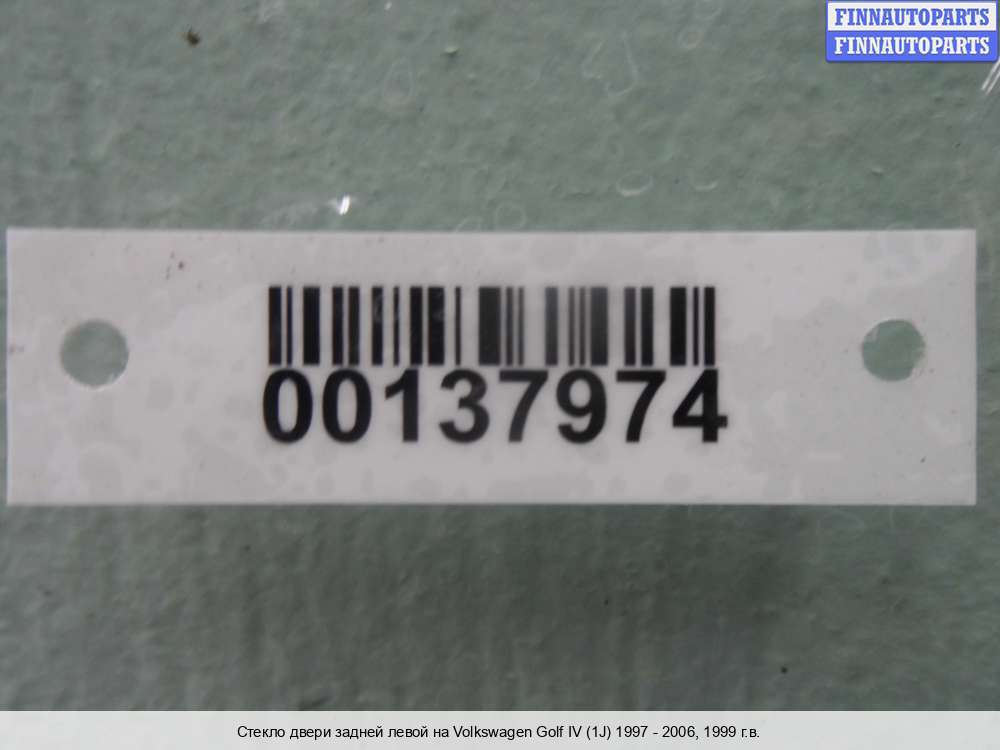 FINNAUTOPARTS
FINNAUTOPARTS
00137974
Стекло двери задней левой на Volkswagen Golf IV (1J) 1997 - 2006, 1999 г.в.